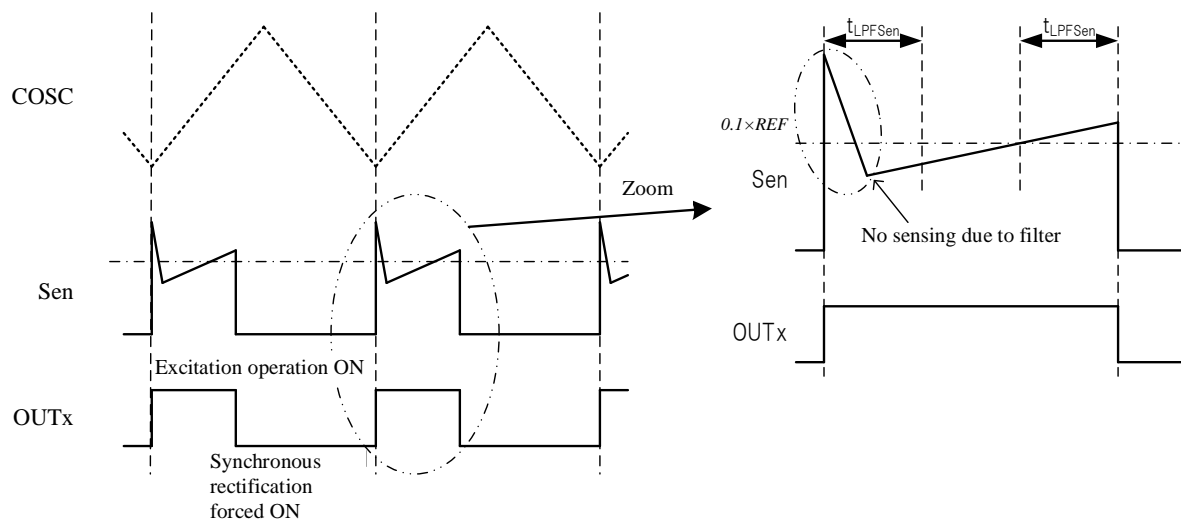 COSC
Sen
Excitation operation ON
OUTx
Synchronous
rectification
forced ON
Zoom
tLPFSen
tLPFSen
0.1×REF
Sen
No sensing due to filter
OUTx